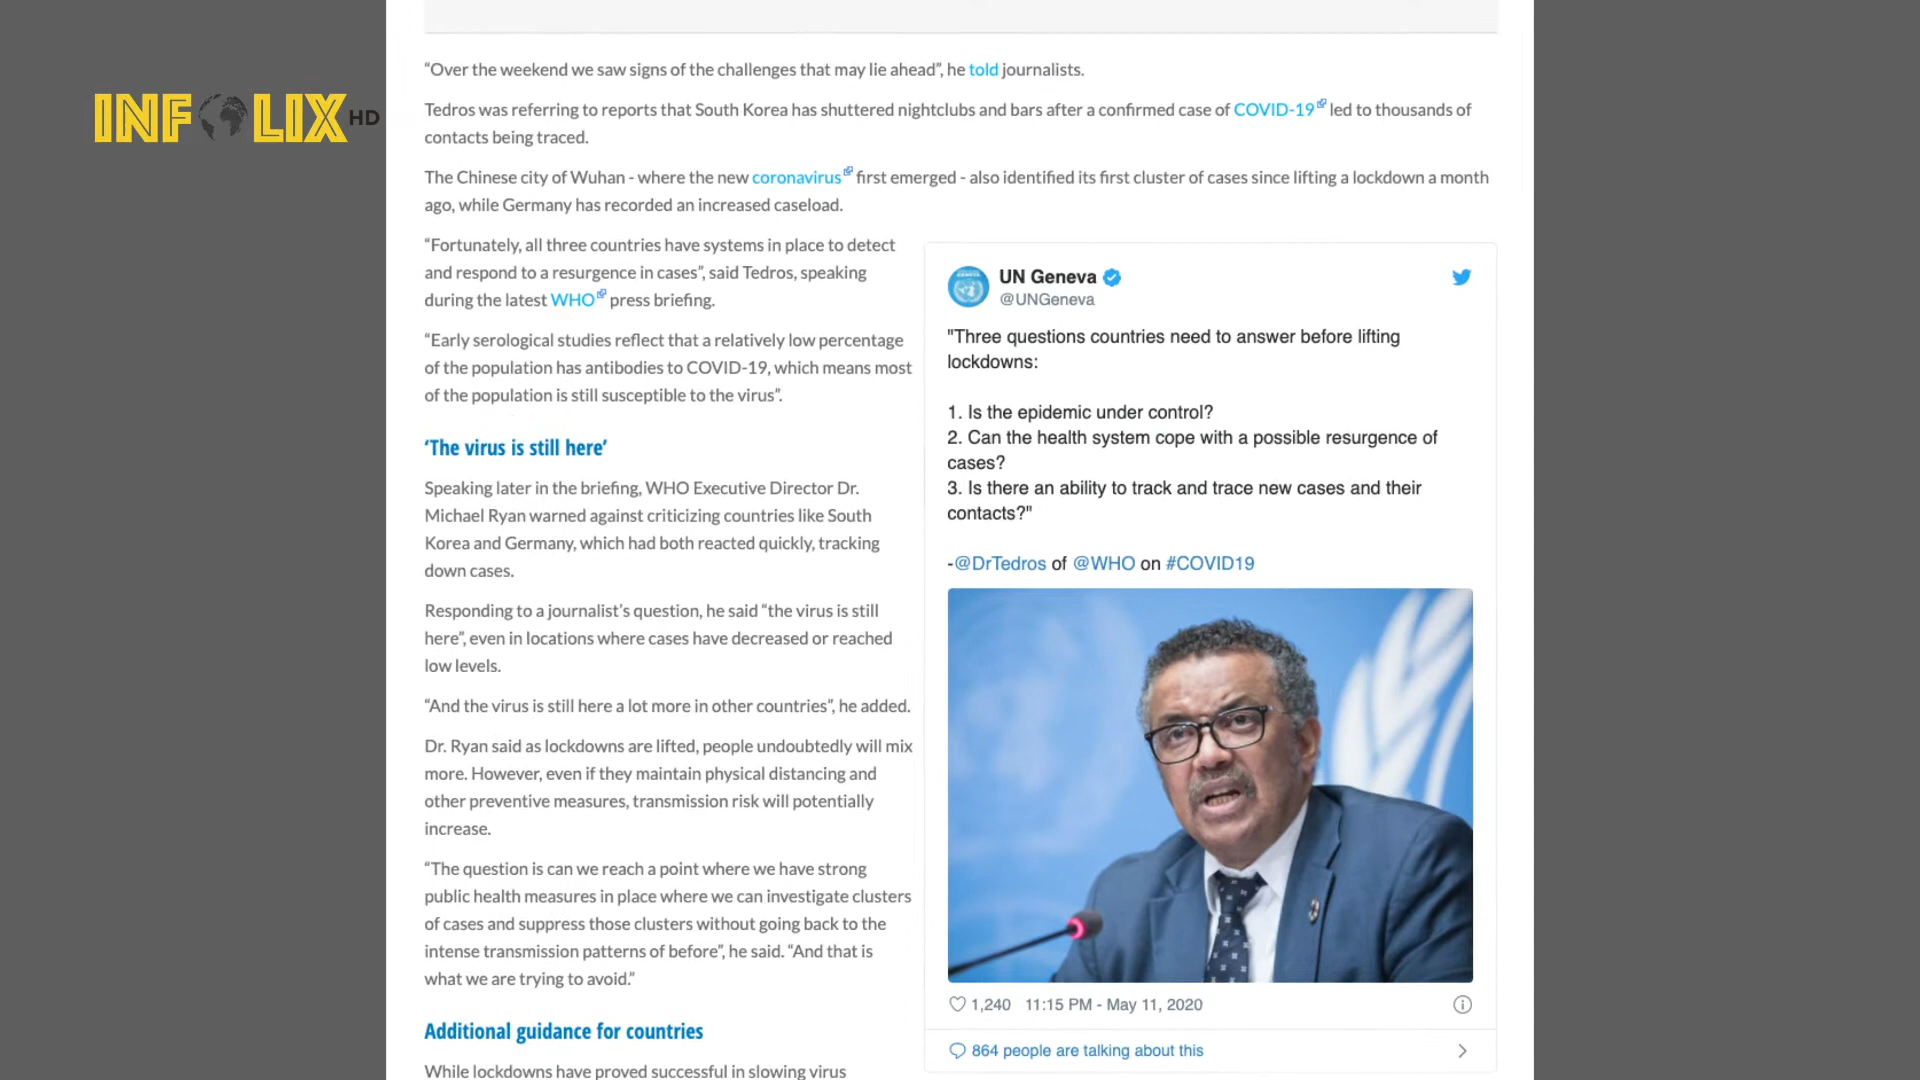 INFOLIX HD
“Over the weekend we saw signs of the challenges that may lie ahead”, he told journalists.
Tedros was referring to reports that South Korea has shuttered nightclubs and bars after a confirmed case of COVID-19 led to thousands of
contacts being traced.
The Chinese city of Wuhan - where the new coronavirus first emerged - also identified its first cluster of cases since lifting a lockdown a month
ago, while Germany has recorded an increased caseload.
“Fortunately, all three countries have systems in place to detect
and respond to a resurgence in cases”, said Tedros, speaking
during the latest WHO press briefing.
“Early serological studies reflect that a relatively low percentage
of the population has antibodies to COVID-19, which means most
of the population is still susceptible to the virus”.
‘The virus is still here’
Speaking later in the briefing, WHO Executive Director Dr.
Michael Ryan warned against criticizing countries like South
Korea and Germany, which had both reacted quickly, tracking
down cases.
Responding to a journalist’s question, he said “the virus is still
here”, even in locations where cases have decreased or reached
low levels.
“And the virus is still here a lot more in other countries”, he added.
Dr. Ryan said as lockdowns are lifted, people undoubtedly will mix
more. However, even if they maintain physical distancing and
other preventive measures, transmission risk will potentially
increase.
“The question is can we reach a point where we have strong
public health measures in place where we can investigate clusters
of cases and suppress those clusters without going back to the
intense transmission patterns of before”, he said. “And that is
what we are trying to avoid.”
Additional guidance for countries
While lockdowns have proved successful in slowing virus
UN Geneva
@UNGeneva
"Three questions countries need to answer before lifting
lockdowns:
1. Is the epidemic under control?
2. Can the health system cope with a possible resurgence of
cases?
3. Is there an ability to track and trace new cases and their
contacts?"
-@DrTedros of @WHO on #COVID19
1,240 11:15 PM - May 11, 2020
864 people are talking about this